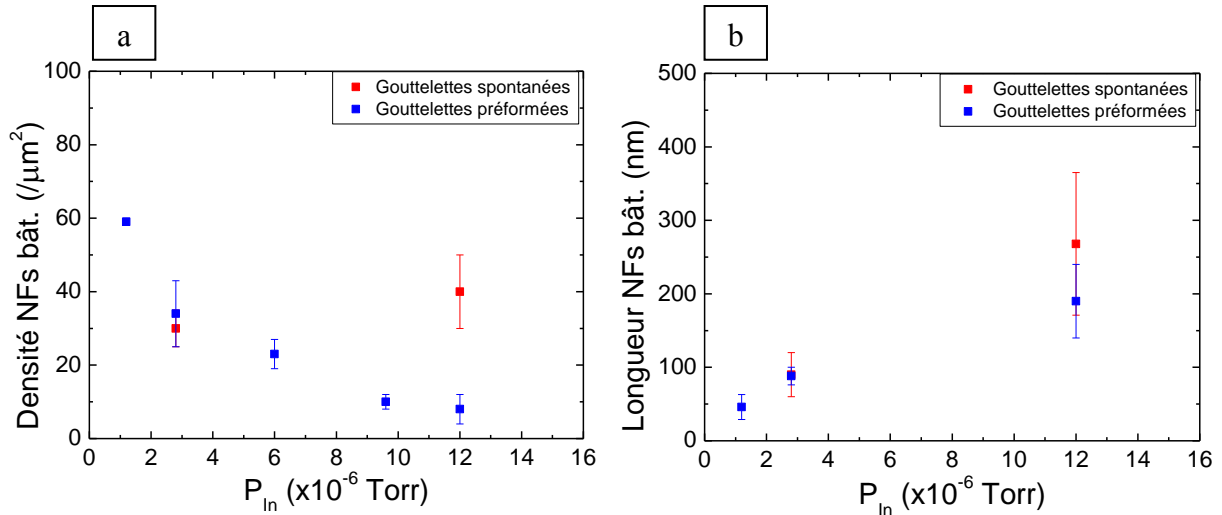 a
100
80
60
40
20
0
0 2 4 6 8 10 12 14 16
Densité NFs bât. (/μm²)
P_In (x10⁻⁶ Torr)
Gouttelettes spontanées
Gouttelettes préformées
b
500
400
300
200
100
0
0 2 4 6 8 10 12 14 16
Longueur NFs bât. (nm)
P_In (x10⁻⁶ Torr)
Gouttelettes spontanées
Gouttelettes préformées